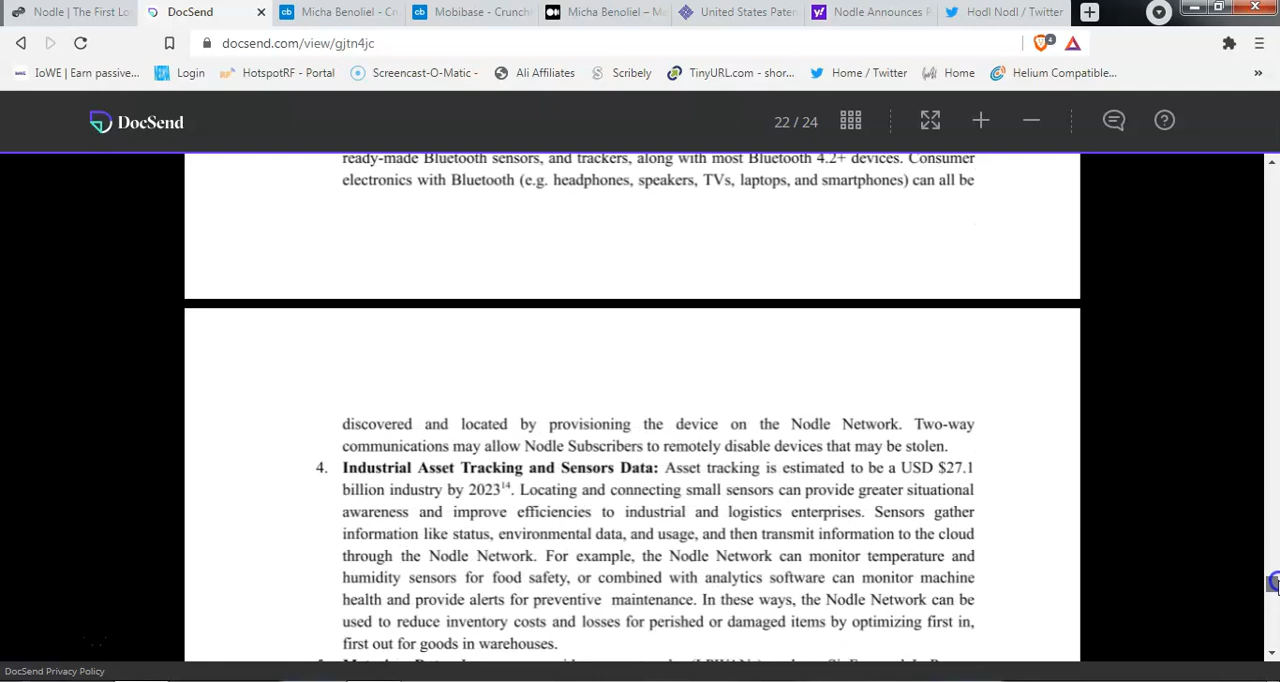 Nodle | The First Lo
DocSend
Micha Benoliel - Cr
Mobibase - Crunch
Micha Benoliel – Me
United States Paten
Nodle Announces P
Hodl Nodl / Twitter
docsend.com/view/gjtn4jc
4
IoWE | Earn passive...
Login
HotspotRF - Portal
Screencast-O-Matic -
Ali Affiliates
Scribely
TinyURL.com - shor...
Home / Twitter
Home
Helium Compatible...
DocSend
22 / 24
ready-made Bluetooth sensors, and trackers, along with most Bluetooth 4.2+ devices. Consumer
electronics with Bluetooth (e.g. headphones, speakers, TVs, laptops, and smartphones) can all be
discovered and located by provisioning the device on the Nodle Network. Two-way
communications may allow Nodle Subscribers to remotely disable devices that may be stolen.
4. Industrial Asset Tracking and Sensors Data: Asset tracking is estimated to be a USD $27.1
billion industry by 2023¹⁴. Locating and connecting small sensors can provide greater situational
awareness and improve efficiencies to industrial and logistics enterprises. Sensors gather
information like status, environmental data, and usage, and then transmit information to the cloud
through the Nodle Network. For example, the Nodle Network can monitor temperature and
humidity sensors for food safety, or combined with analytics software can monitor machine
health and provide alerts for preventive maintenance. In these ways, the Nodle Network can be
used to reduce inventory costs and losses for perished or damaged items by optimizing first in,
first out for goods in warehouses.
DocSend Privacy Policy